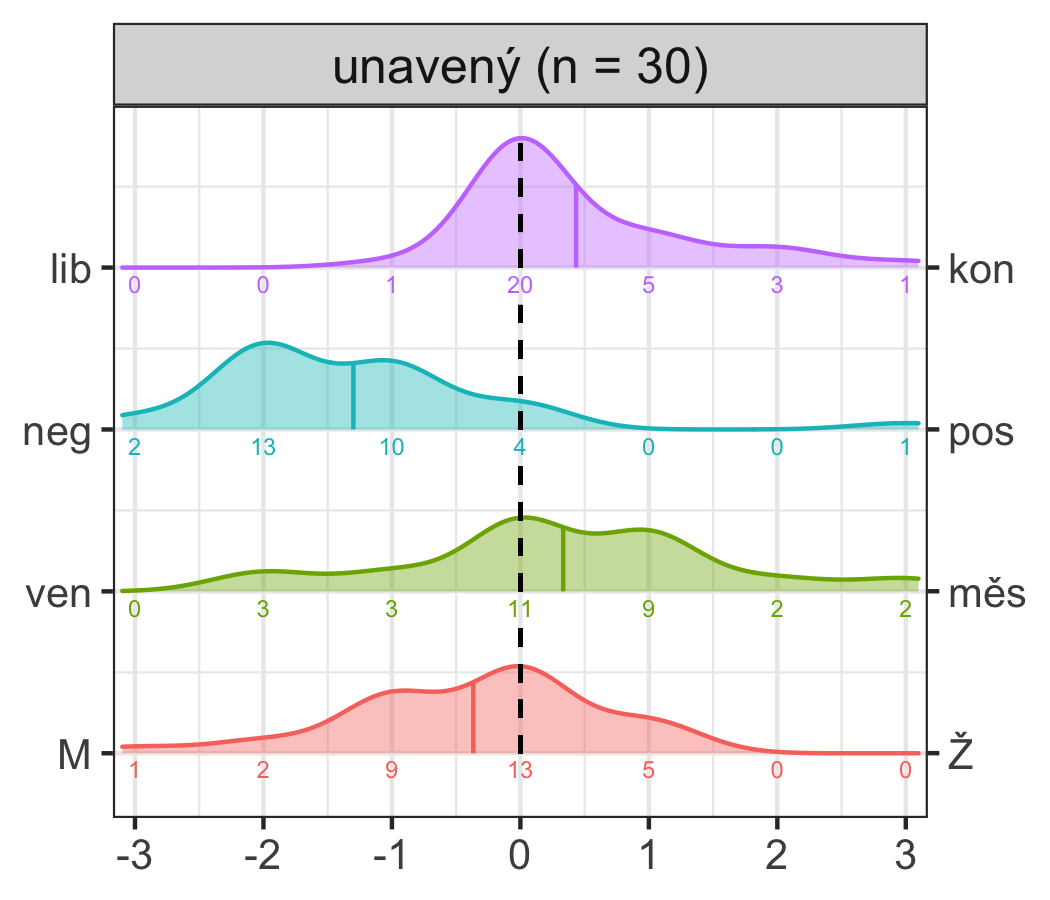 unavený (n = 30)
lib kon
0 0 1 20 5 3 1
neg pos
2 13 10 4 0 0 1
ven měs
0 3 3 11 9 2 2
M Ž
1 2 9 13 5 0 0
-3 -2 -1 0 1 2 3